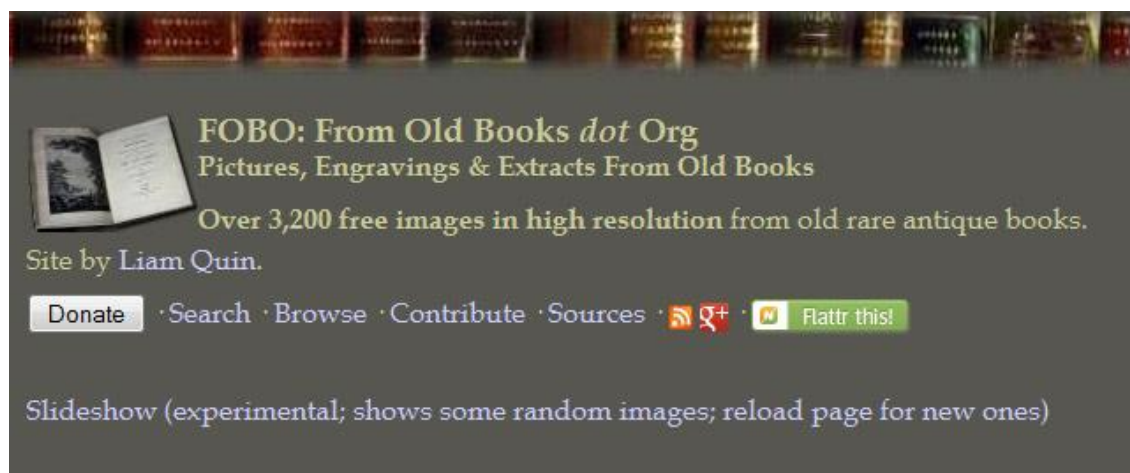 FOBO: From Old Books dot Org
Pictures, Engravings & Extracts From Old Books
Over 3,200 free images in high resolution from old rare antique books.
Site by Liam Quin.
Donate · Search · Browse · Contribute · Sources · g+ · Flattr this!
Slideshow (experimental; shows some random images; reload page for new ones)